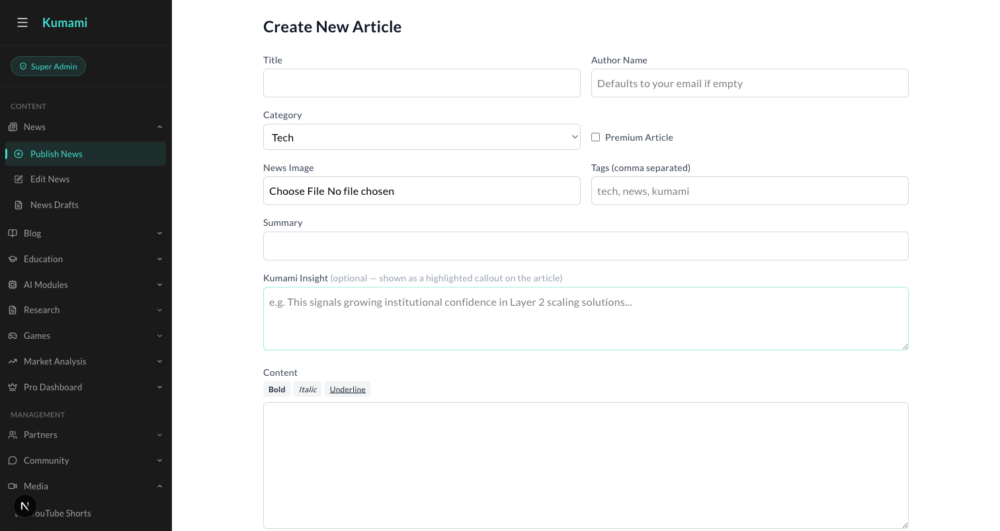 Kumami
Super Admin
CONTENT
News
Publish News
Edit News
News Drafts
Blog
Education
AI Modules
Research
Games
Market Analysis
Pro Dashboard
MANAGEMENT
Partners
Community
Media
N
ouTube Shorts
Create New Article
Title
Author Name
Defaults to your email if empty
Category
Tech
Premium Article
News Image
Choose File No file chosen
Tags (comma separated)
tech, news, kumami
Summary
Kumami Insight (optional — shown as a highlighted callout on the article)
e.g. This signals growing institutional confidence in Layer 2 scaling solutions...
Content
Bold Italic Underline